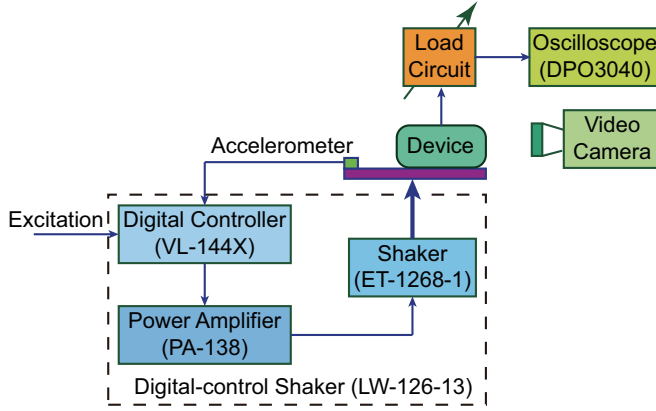 Load
Circuit
Oscilloscope
(DPO3040)
Video
Camera
Accelerometer
Device
Excitation
Digital Controller
(VL-144X)
Shaker
(ET-1268-1)
Power Amplifier
(PA-138)
Digital-control Shaker (LW-126-13)